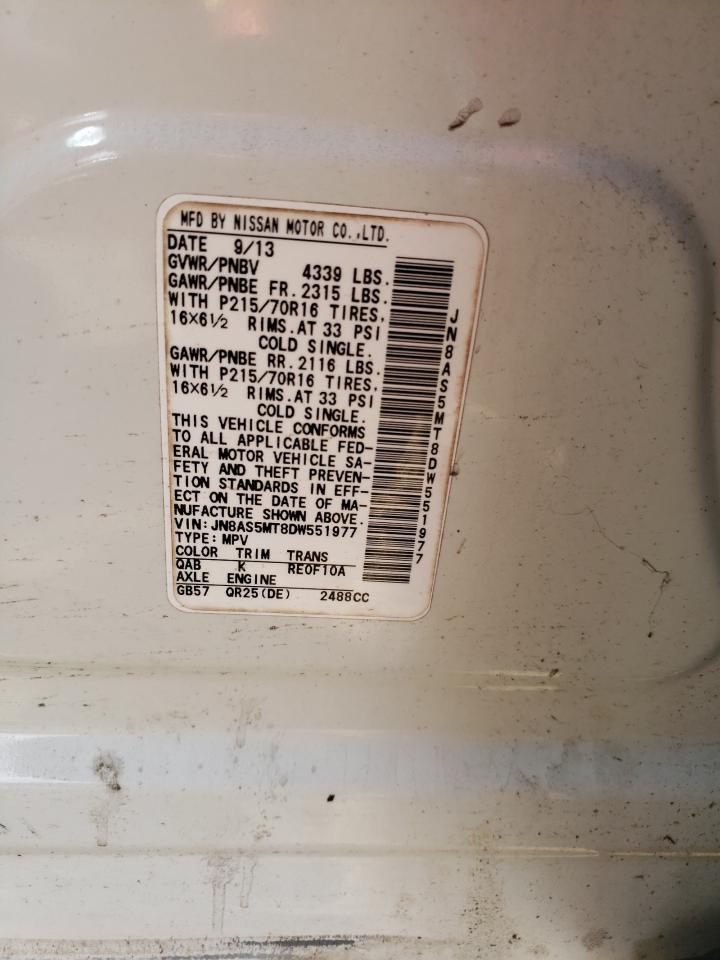 MFD BY NISSAN MOTOR CO.,LTD.
DATE 9/13
GVWR/PNBV 4339 LBS.
GAWR/PNBE FR. 2315 LBS.
WITH P215/70R16 TIRES,
16×6½ RIMS. AT 33 PSI
COLD SINGLE.
GAWR/PNBE RR. 2116 LBS.
WITH P215/70R16 TIRES,
16×6½ RIMS. AT 33 PSI
COLD SINGLE.
THIS VEHICLE CONFORMS
TO ALL APPLICABLE FED-
ERAL MOTOR VEHICLE SA-
FETY AND THEFT PREVEN-
TION STANDARDS IN EFF-
ECT ON THE DATE OF MA-
NUFACTURE SHOWN ABOVE.
VIN: JN8AS5MT8DW551977
TYPE: MPV
COLOR TRIM TRANS
QAB K RE0F10A
AXLE ENGINE
GB57 QR25(DE) 2488CC
JN8AS5MT8DW551977